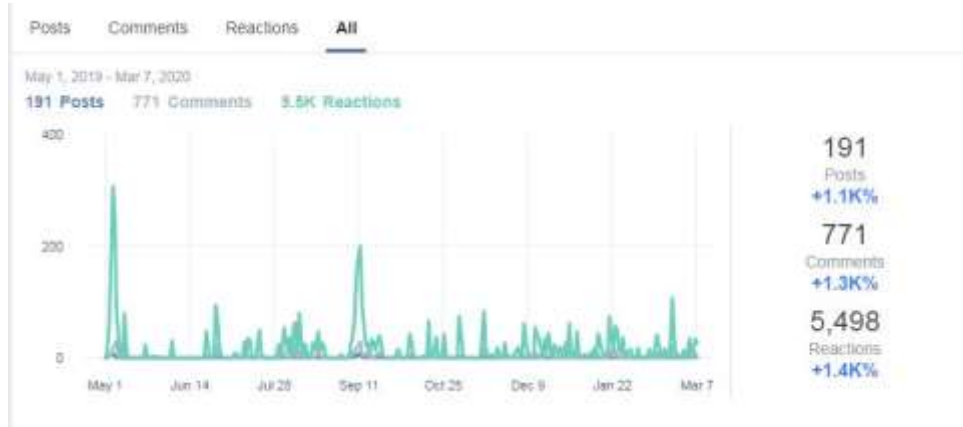 Posts Comments Reactions All
May 1, 2019 - Mar 7, 2020
191 Posts 771 Comments 5.5K Reactions
400
200
0
May 1 Jun 14 Jul 28 Sep 11 Oct 25 Dec 9 Jan 22 Mar 7
191
Posts
+1.1K%
771
Comments
+1.3K%
5,498
Reactions
+1.4K%